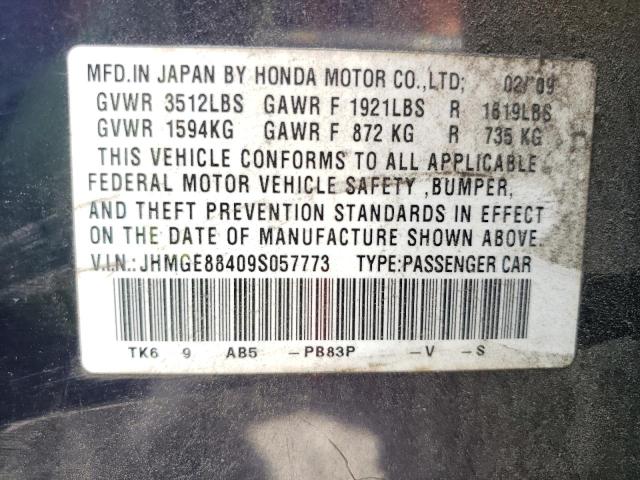 MFD.IN JAPAN BY HONDA MOTOR CO.,LTD; 02/'09
GVWR 3512LBS GAWR F 1921LBS R 1619LBS
GVWR 1594KG GAWR F 872 KG R 735 KG
THIS VEHICLE CONFORMS TO ALL APPLICABLE
FEDERAL MOTOR VEHICLE SAFETY ,BUMPER,
AND THEFT PREVENTION STANDARDS IN EFFECT
ON THE DATE OF MANUFACTURE SHOWN ABOVE.
V.I.N.:JHMGE88409S057773 TYPE:PASSENGER CAR
TK6 9 AB5 -PB83P -V -S